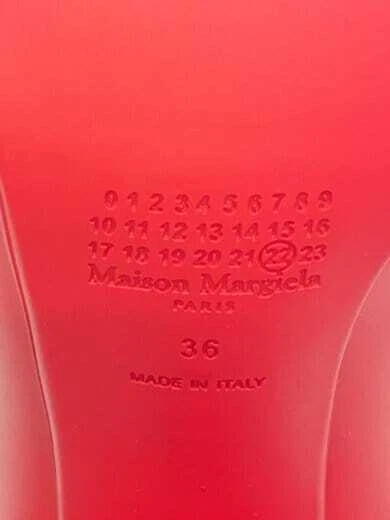 0 1 2 3 4 5 6 7 8 9
10 11 12 13 14 15 16
17 18 19 20 21 22 23
Maison Margiela
PARIS
36
MADE IN ITALY